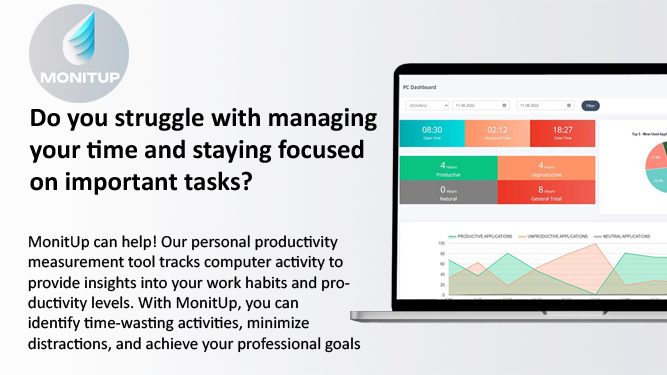 MONITUP
Do you struggle with managing
your time and staying focused
on important tasks?
MonitUp can help! Our personal productivity
measurement tool tracks computer activity to
provide insights into your work habits and pro-
ductivity levels. With MonitUp, you can
identify time-wasting activities, minimize
distractions, and achieve your professional goals
PC Dashboard
11.08.2022 11.08.2022 Filter
08:30 02:12 18:27
Open Time Close Time
4 Hours 4 Hours
Productive Unproductive
0 Hours 8 Hours
Natural General Total
Top 5 - Most Used Appl
PRODUCTIVE APPLICATIONS UNPRODUCTIVE APPLICATIONS NEUTRAL APPLICATIONS
100
80
60
40
20
0